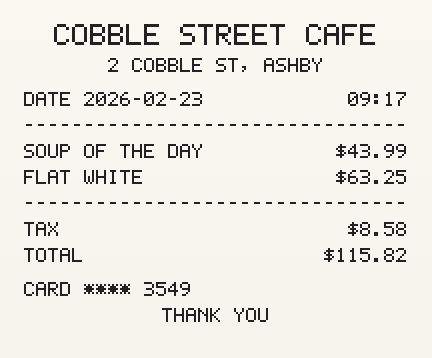 COBBLE STREET CAFE
2 COBBLE ST, ASHBY
DATE 2026-02-23 09:17
--------------------------------
SOUP OF THE DAY $43.99
FLAT WHITE $63.25
--------------------------------
TAX $8.58
TOTAL $115.82
CARD **** 3549
THANK YOU